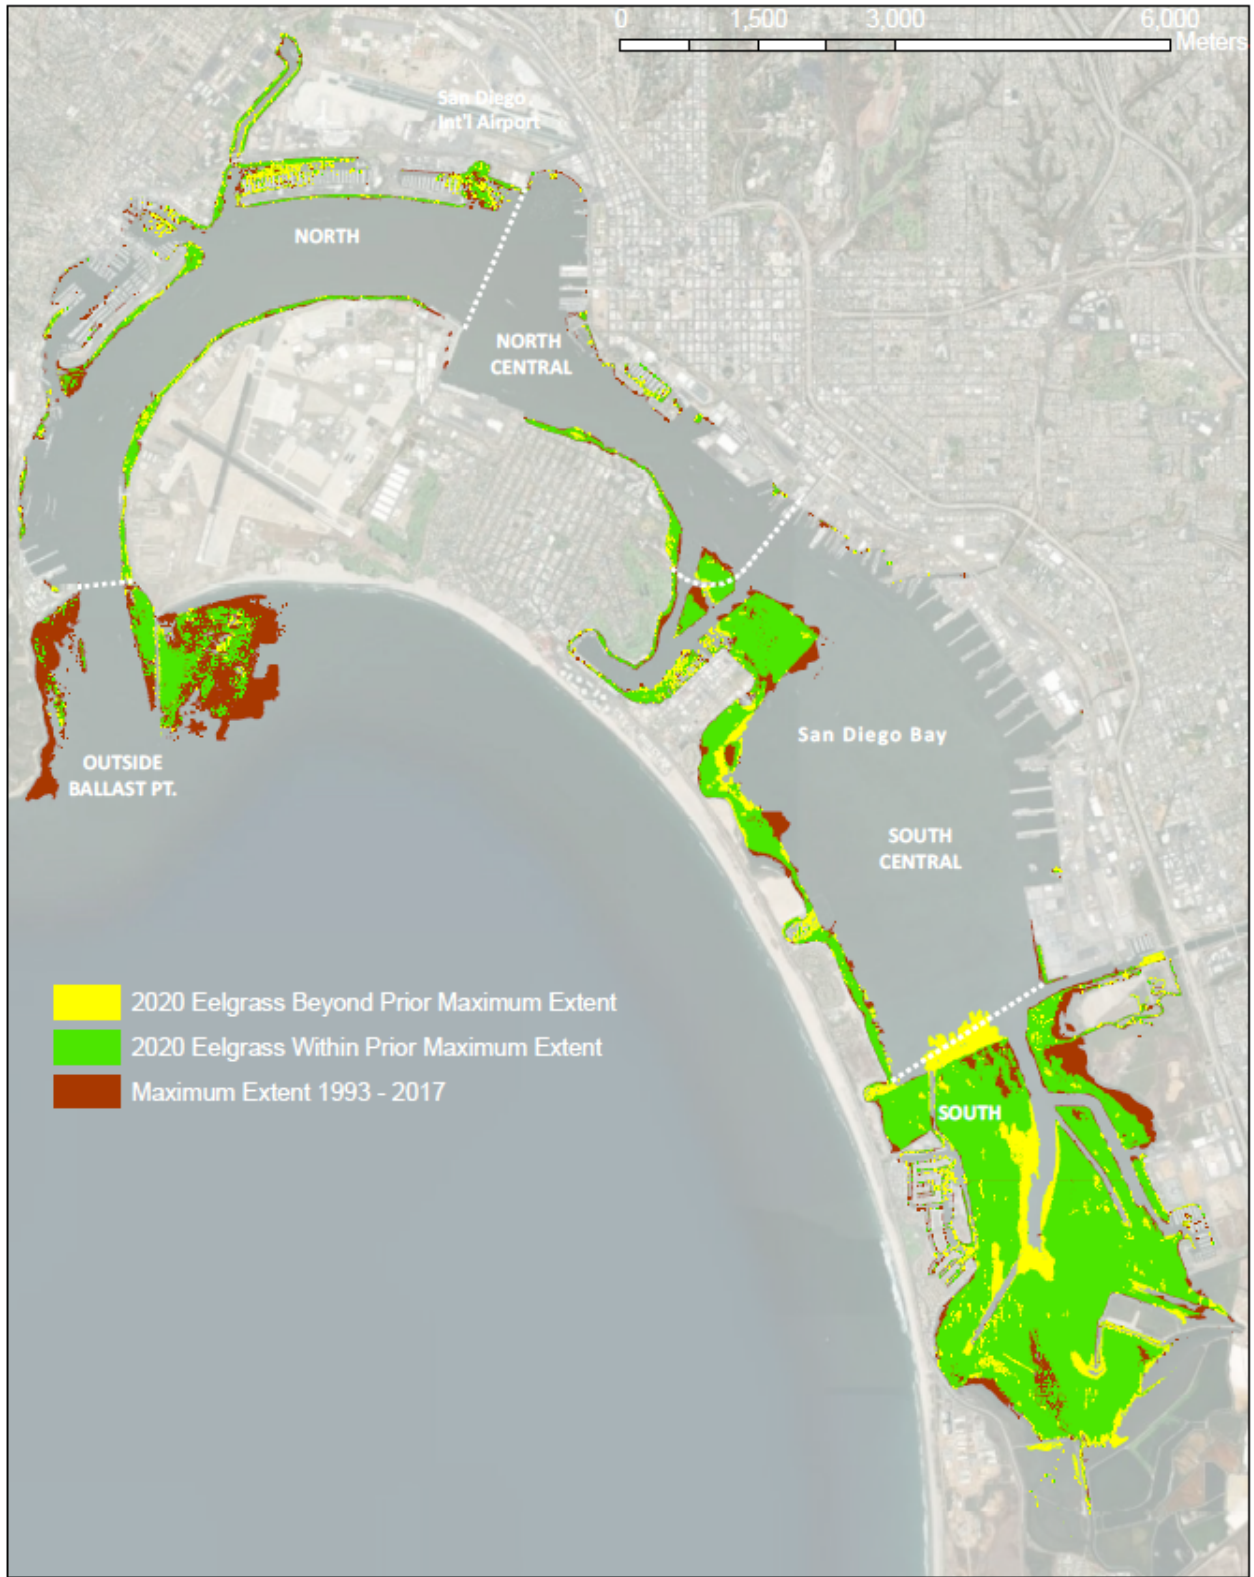 0 1,500 3,000 6,000
Meters
San Diego
Int'l Airport
NORTH
NORTH
CENTRAL
San Diego Bay
OUTSIDE
BALLAST PT.
SOUTH
CENTRAL
2020 Eelgrass Beyond Prior Maximum Extent
2020 Eelgrass Within Prior Maximum Extent
Maximum Extent 1993 - 2017
SOUTH